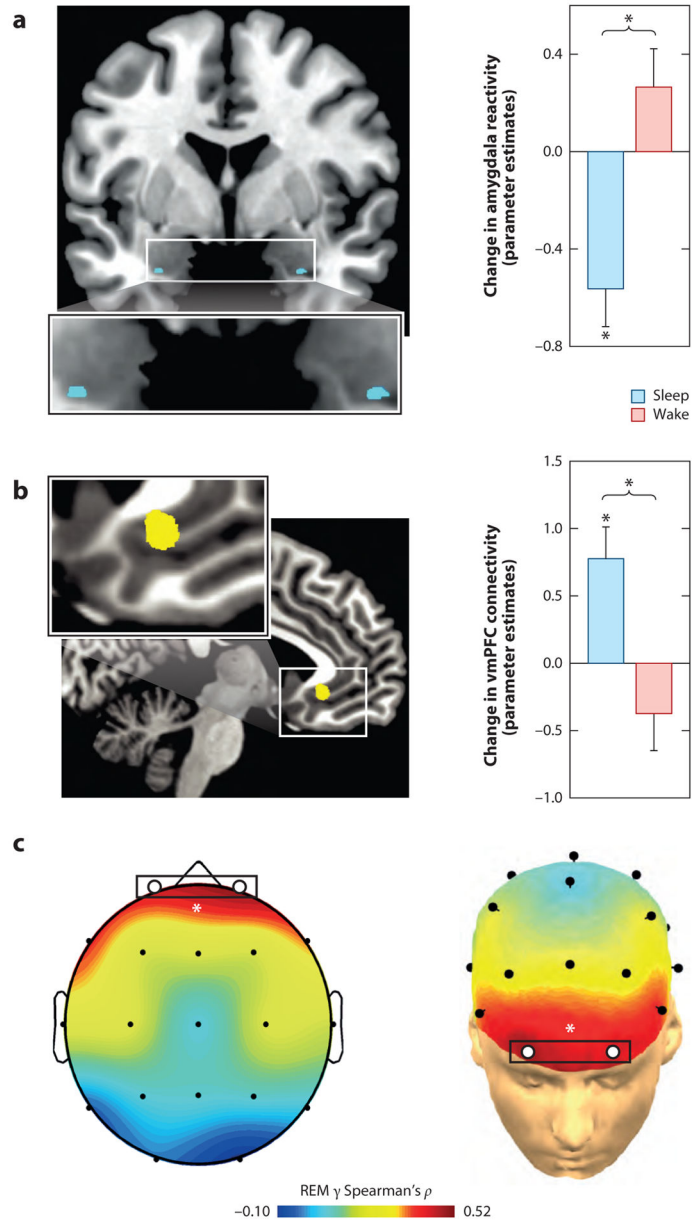 a
*
0.4
0.0
−0.4
−0.8
Change in amygdala reactivity
(parameter estimates)
*
Sleep
Wake
b
1.5
1.0
0.5
0.0
−0.5
−1.0
Change in vmPFC connectivity
(parameter estimates)
*
*
c
*
*
REM γ Spearman's ρ
−0.10
0.52